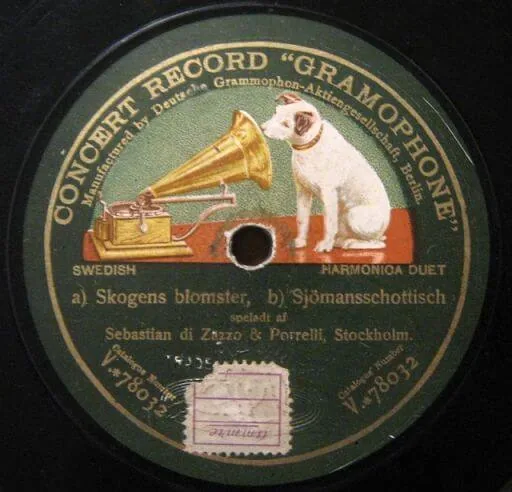 CONCERT RECORD "GRAMOPHONE"
Manufactured by Deutsche Grammophon-Aktiengesellschaft, Berlin.
SWEDISH
HARMONICA DUET
a) Skogens blomster, b) Sjömansschottisch
speladt af
Sebastian di Zazzo & Porrelli, Stockholm.
Catalogue Number
V.*78032
Catalogue Number
V.*78032